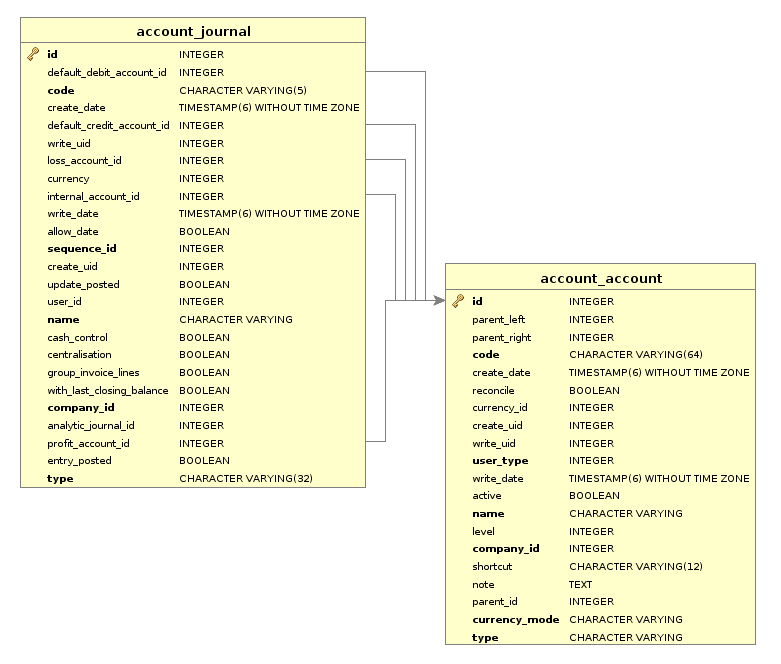 account_journal
id INTEGER
default_debit_account_id INTEGER
code CHARACTER VARYING(5)
create_date TIMESTAMP(6) WITHOUT TIME ZONE
default_credit_account_id INTEGER
write_uid INTEGER
loss_account_id INTEGER
currency INTEGER
internal_account_id INTEGER
write_date TIMESTAMP(6) WITHOUT TIME ZONE
allow_date BOOLEAN
sequence_id INTEGER
create_uid INTEGER
update_posted BOOLEAN
user_id INTEGER
name CHARACTER VARYING
cash_control BOOLEAN
centralisation BOOLEAN
group_invoice_lines BOOLEAN
with_last_closing_balance BOOLEAN
company_id INTEGER
analytic_journal_id INTEGER
profit_account_id INTEGER
entry_posted BOOLEAN
type CHARACTER VARYING(32)
account_account
id INTEGER
parent_left INTEGER
parent_right INTEGER
code CHARACTER VARYING(64)
create_date TIMESTAMP(6) WITHOUT TIME ZONE
reconcile BOOLEAN
currency_id INTEGER
create_uid INTEGER
write_uid INTEGER
user_type INTEGER
write_date TIMESTAMP(6) WITHOUT TIME ZONE
active BOOLEAN
name CHARACTER VARYING
level INTEGER
company_id INTEGER
shortcut CHARACTER VARYING(12)
note TEXT
parent_id INTEGER
currency_mode CHARACTER VARYING
type CHARACTER VARYING